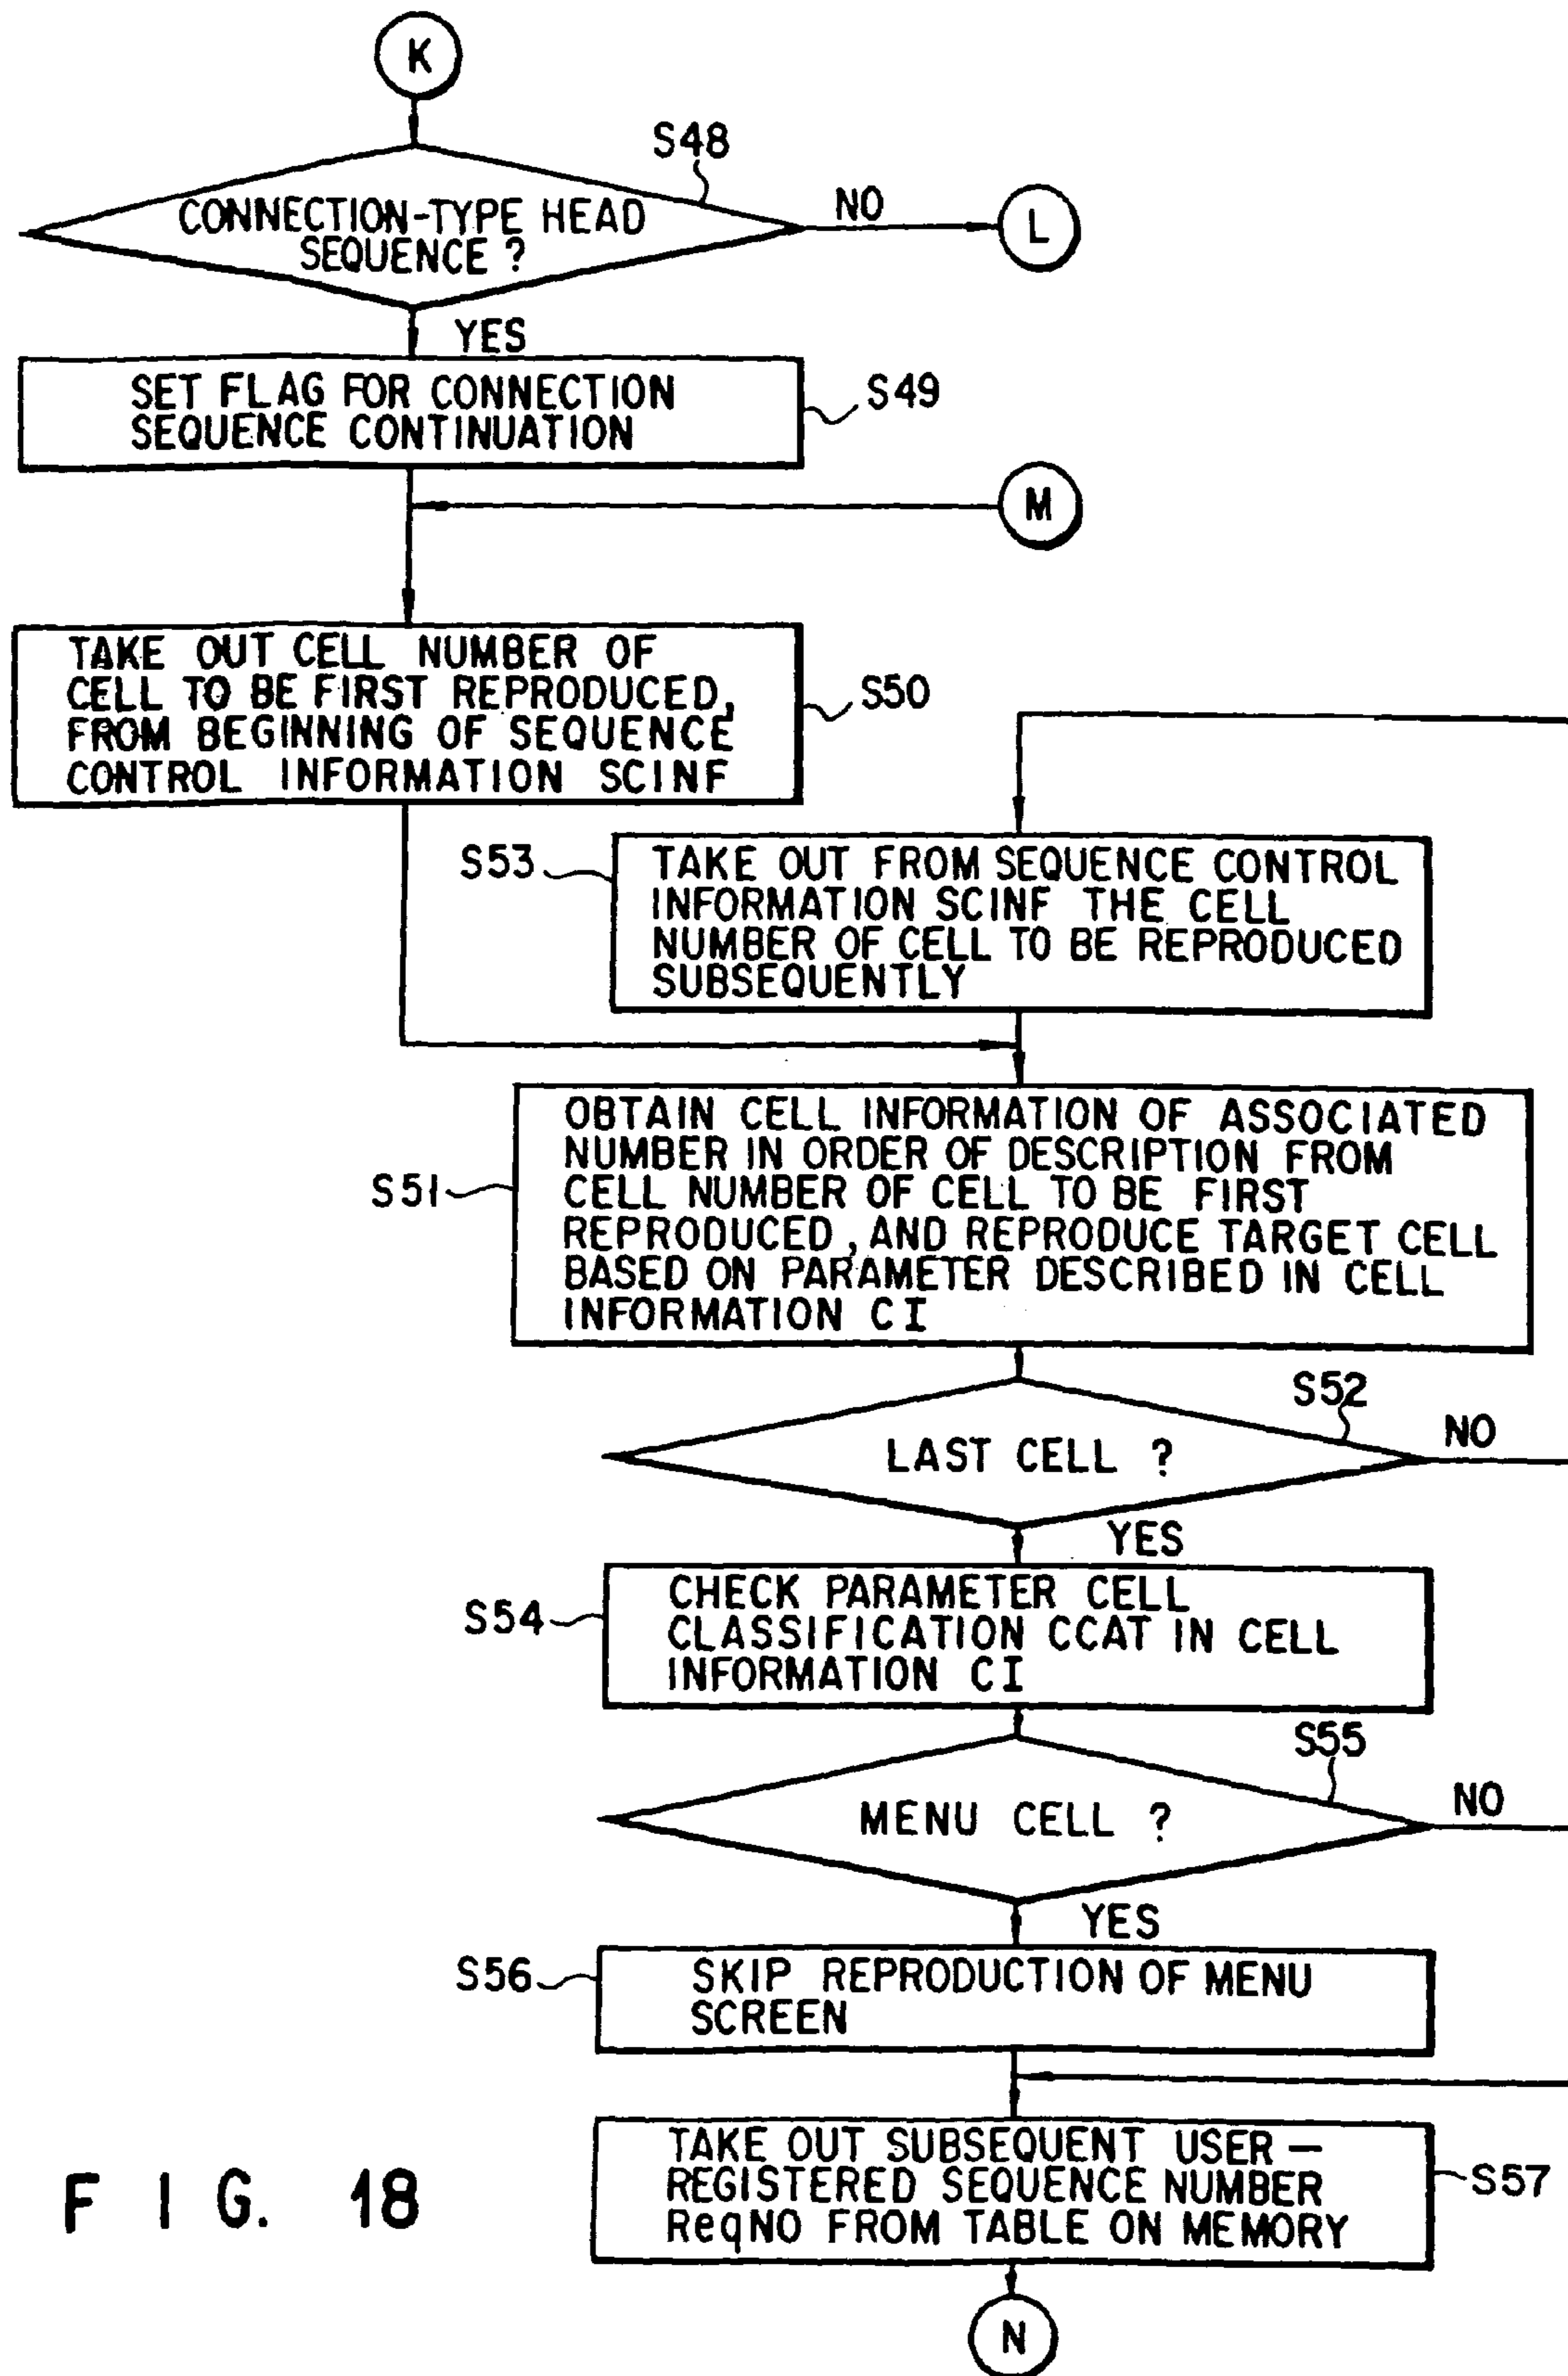 K
S48
CONNECTION-TYPE HEAD
SEQUENCE ?
NO
L
YES
SET FLAG FOR CONNECTION
SEQUENCE CONTINUATION
S49
M
TAKE OUT CELL NUMBER OF
CELL TO BE FIRST REPRODUCED,
FROM BEGINNING OF SEQUENCE
CONTROL INFORMATION SCINF
S50
S53
TAKE OUT FROM SEQUENCE CONTROL
INFORMATION SCINF THE CELL
NUMBER OF CELL TO BE REPRODUCED
SUBSEQUENTLY
S51
OBTAIN CELL INFORMATION OF ASSOCIATED
NUMBER IN ORDER OF DESCRIPTION FROM
CELL NUMBER OF CELL TO BE FIRST
REPRODUCED, AND REPRODUCE TARGET CELL
BASED ON PARAMETER DESCRIBED IN CELL
INFORMATION CI
S52
LAST CELL ?
NO
YES
S54
CHECK PARAMETER CELL
CLASSIFICATION CCAT IN CELL
INFORMATION CI
S55
MENU CELL ?
NO
YES
S56
SKIP REPRODUCTION OF MENU
SCREEN
TAKE OUT SUBSEQUENT USER–
REGISTERED SEQUENCE NUMBER
ReqNO FROM TABLE ON MEMORY
S57
N
FIG. 18